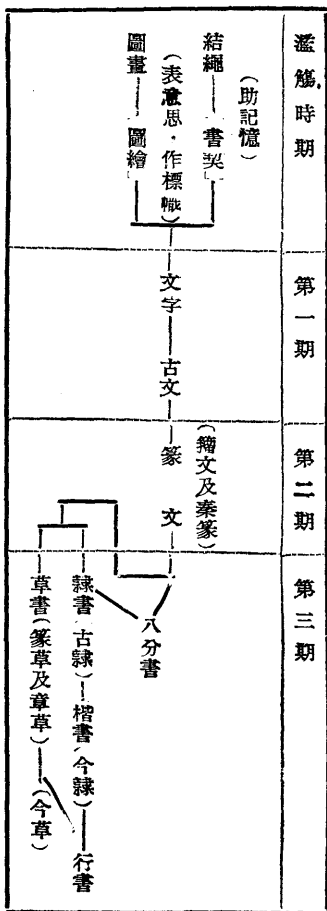 濫觴時期
(助記憶)
結繩——書契
(表意思．作標幟)
圖畫——圖繪
第一期
文字——古文
第二期
(籀文及秦篆)
篆文
第三期
八分書
隸書(古隸)——楷書(今隸)——行書
草書(篆草及章草)——(今草)